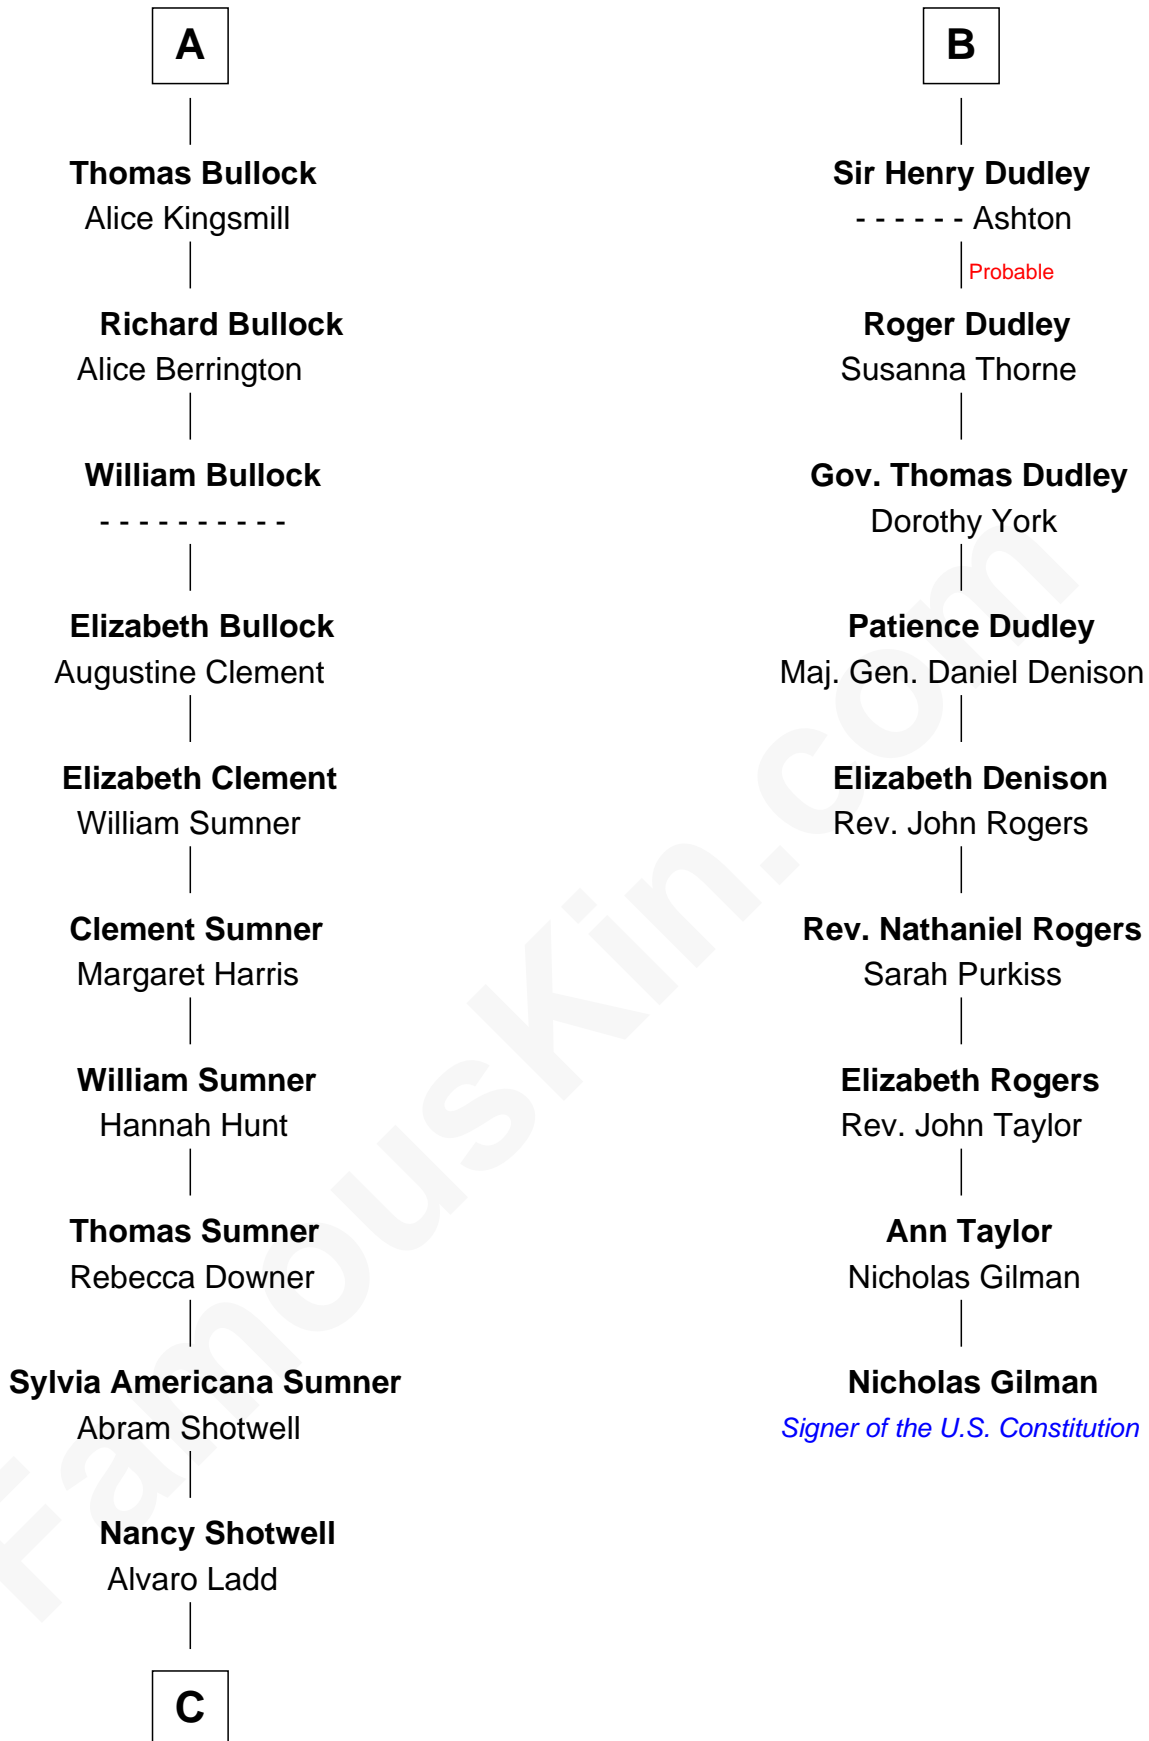 A
Thomas Bullock
Alice Kingsmill
Richard Bullock
Alice Berrington
William Bullock
- - - - - - - - - -
Elizabeth Bullock
Augustine Clement
Elizabeth Clement
William Sumner
Clement Sumner
Margaret Harris
William Sumner
Hannah Hunt
Thomas Sumner
Rebecca Downer
Sylvia Americana Sumner
Abram Shotwell
Nancy Shotwell
Alvaro Ladd
C
B
Sir Henry Dudley
- - - - - - Ashton
Probable
Roger Dudley
Susanna Thorne
Gov. Thomas Dudley
Dorothy York
Patience Dudley
Maj. Gen. Daniel Denison
Elizabeth Denison
Rev. John Rogers
Rev. Nathaniel Rogers
Sarah Purkiss
Elizabeth Rogers
Rev. John Taylor
Ann Taylor
Nicholas Gilman
Nicholas Gilman
Signer of the U.S. Constitution
FamousKin.com